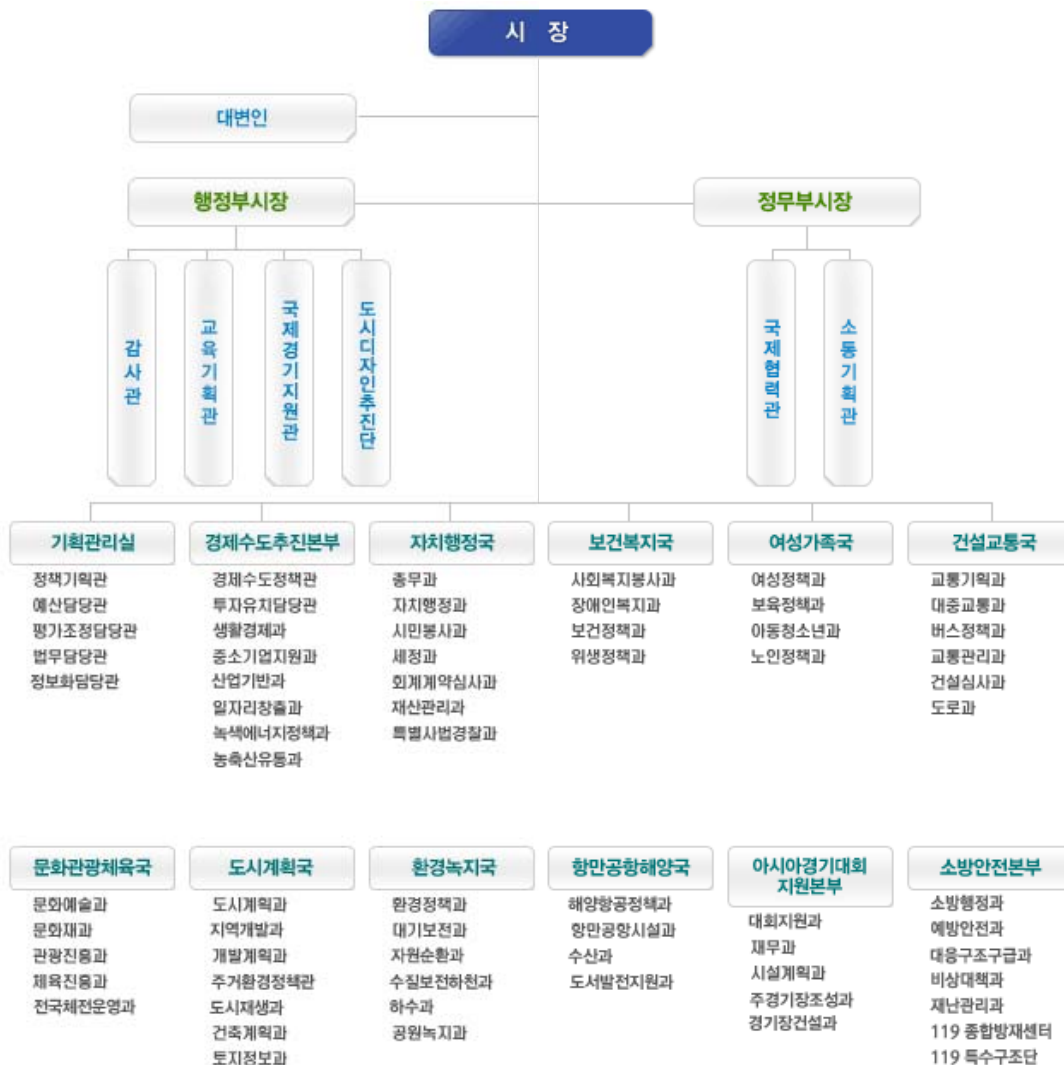 시 장
대변인
행정부시장
정무부시장
감사관
교육기획관
국제경기지원관
도시디자인추진단
국제협력관
소통기획관
기획관리실
정책기획관
예산담당관
평가조정담당관
법무담당관
정보화담당관
경제수도추진본부
경제수도정책관
투자유치담당관
생활경제과
중소기업지원과
산업기반과
일자리창출과
녹색에너지정책과
농축산유통과
자치행정국
총무과
자치행정과
시민봉사과
세정과
회계계약심사과
재산관리과
특별사법경찰과
보건복지국
사회복지봉사과
장애인복지과
보건정책과
위생정책과
여성가족국
여성정책과
보육정책과
아동청소년과
노인정책과
건설교통국
교통기획과
대중교통과
버스정책과
교통관리과
건설심사과
도로과
문화관광체육국
문화예술과
문화재과
관광진흥과
체육진흥과
전국체전운영과
도시계획국
도시계획과
지역개발과
개발계획과
주거환경정책관
도시재생과
건축계획과
토지정보과
환경녹지국
환경정책과
대기보전과
자원순환과
수질보전하천과
하수과
공원녹지과
항만공항해양국
해양항공정책과
항만공항시설과
수산과
도서발전지원과
아시아경기대회
지원본부
대회지원과
재무과
시설계획과
주경기장조성과
경기장건설과
소방안전본부
소방행정과
예방안전과
대응구조구급과
비상대책과
재난관리과
119 종합방재센터
119 특수구조단